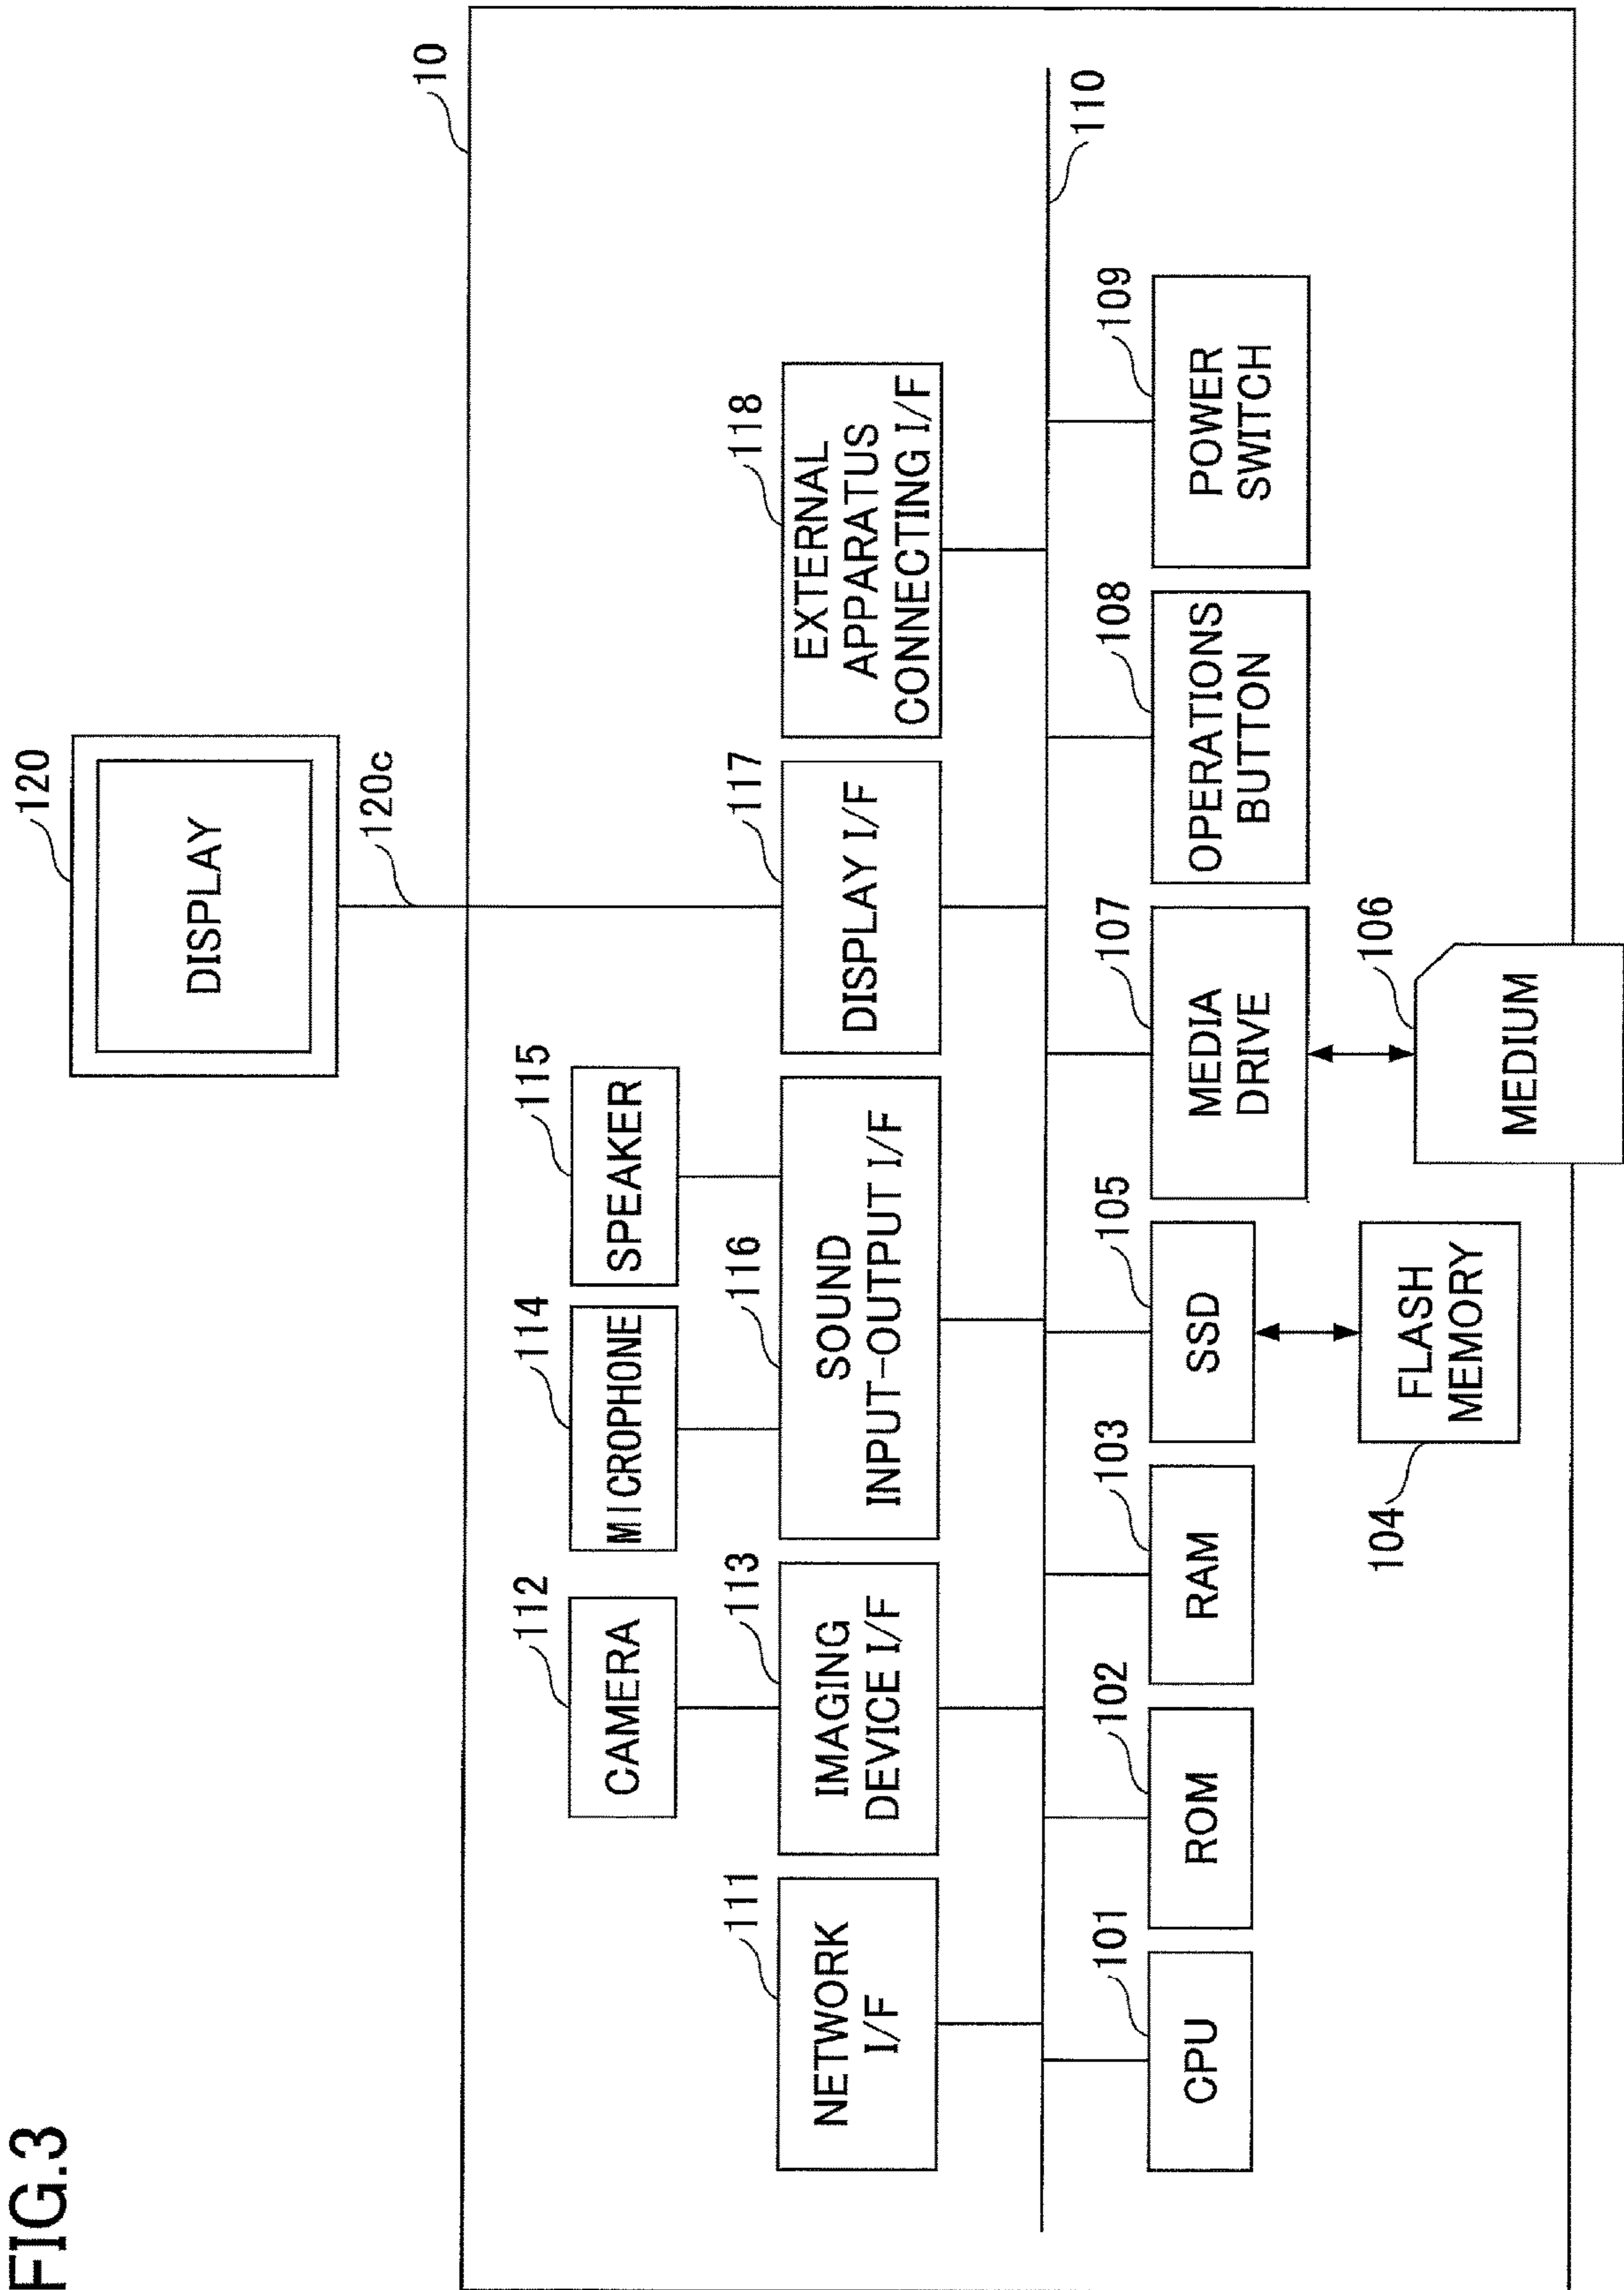 FIG.3
120
DISPLAY
120c
10
112
CAMERA
114
MICROPHONE
115
SPEAKER
111
NETWORK
I/F
113
IMAGING
DEVICE I/F
116
SOUND
INPUT-OUTPUT I/F
117
DISPLAY I/F
118
EXTERNAL
APPARATUS
CONNECTING I/F
110
101
CPU
102
ROM
103
RAM
105
SSD
107
MEDIA
DRIVE
108
OPERATIONS
BUTTON
109
POWER
SWITCH
104
FLASH
MEMORY
106
MEDIUM